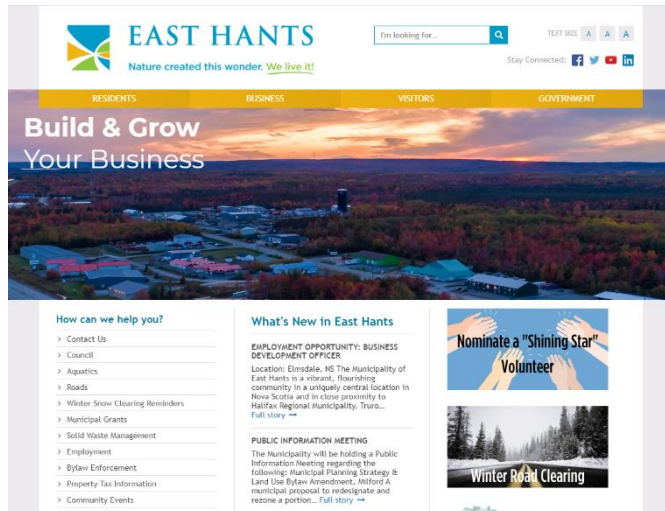 EAST HANTS
Nature created this wonder. We live it!
I'm looking for...
TEXT SIZE A A A
Stay Connected:
RESIDENTS
BUSINESS
VISITORS
GOVERNMENT
Build & Grow
Your Business
How can we help you?
> Contact Us
> Council
> Aquatics
> Roads
> Winter Snow Clearing Reminders
> Municipal Grants
> Solid Waste Management
> Employment
> Bylaw Enforcement
> Property Tax Information
> Community Events
What's New in East Hants
EMPLOYMENT OPPORTUNITY: BUSINESS
DEVELOPMENT OFFICER
Location: Elmsdale, NS The Municipality of
East Hants is a vibrant, flourishing
community in a uniquely central location in
Nova Scotia and in close proximity to
Halifax Regional Municipality, Truro...
Full story →
PUBLIC INFORMATION MEETING
The Municipality will be holding a Public
Information Meeting regarding the
following: Municipal Planning Strategy &
Land Use Bylaw Amendment, Milford A
municipal proposal to redesignate and
rezone a portion... Full story →
Nominate a "Shining Star"
Volunteer
Winter Road Clearing